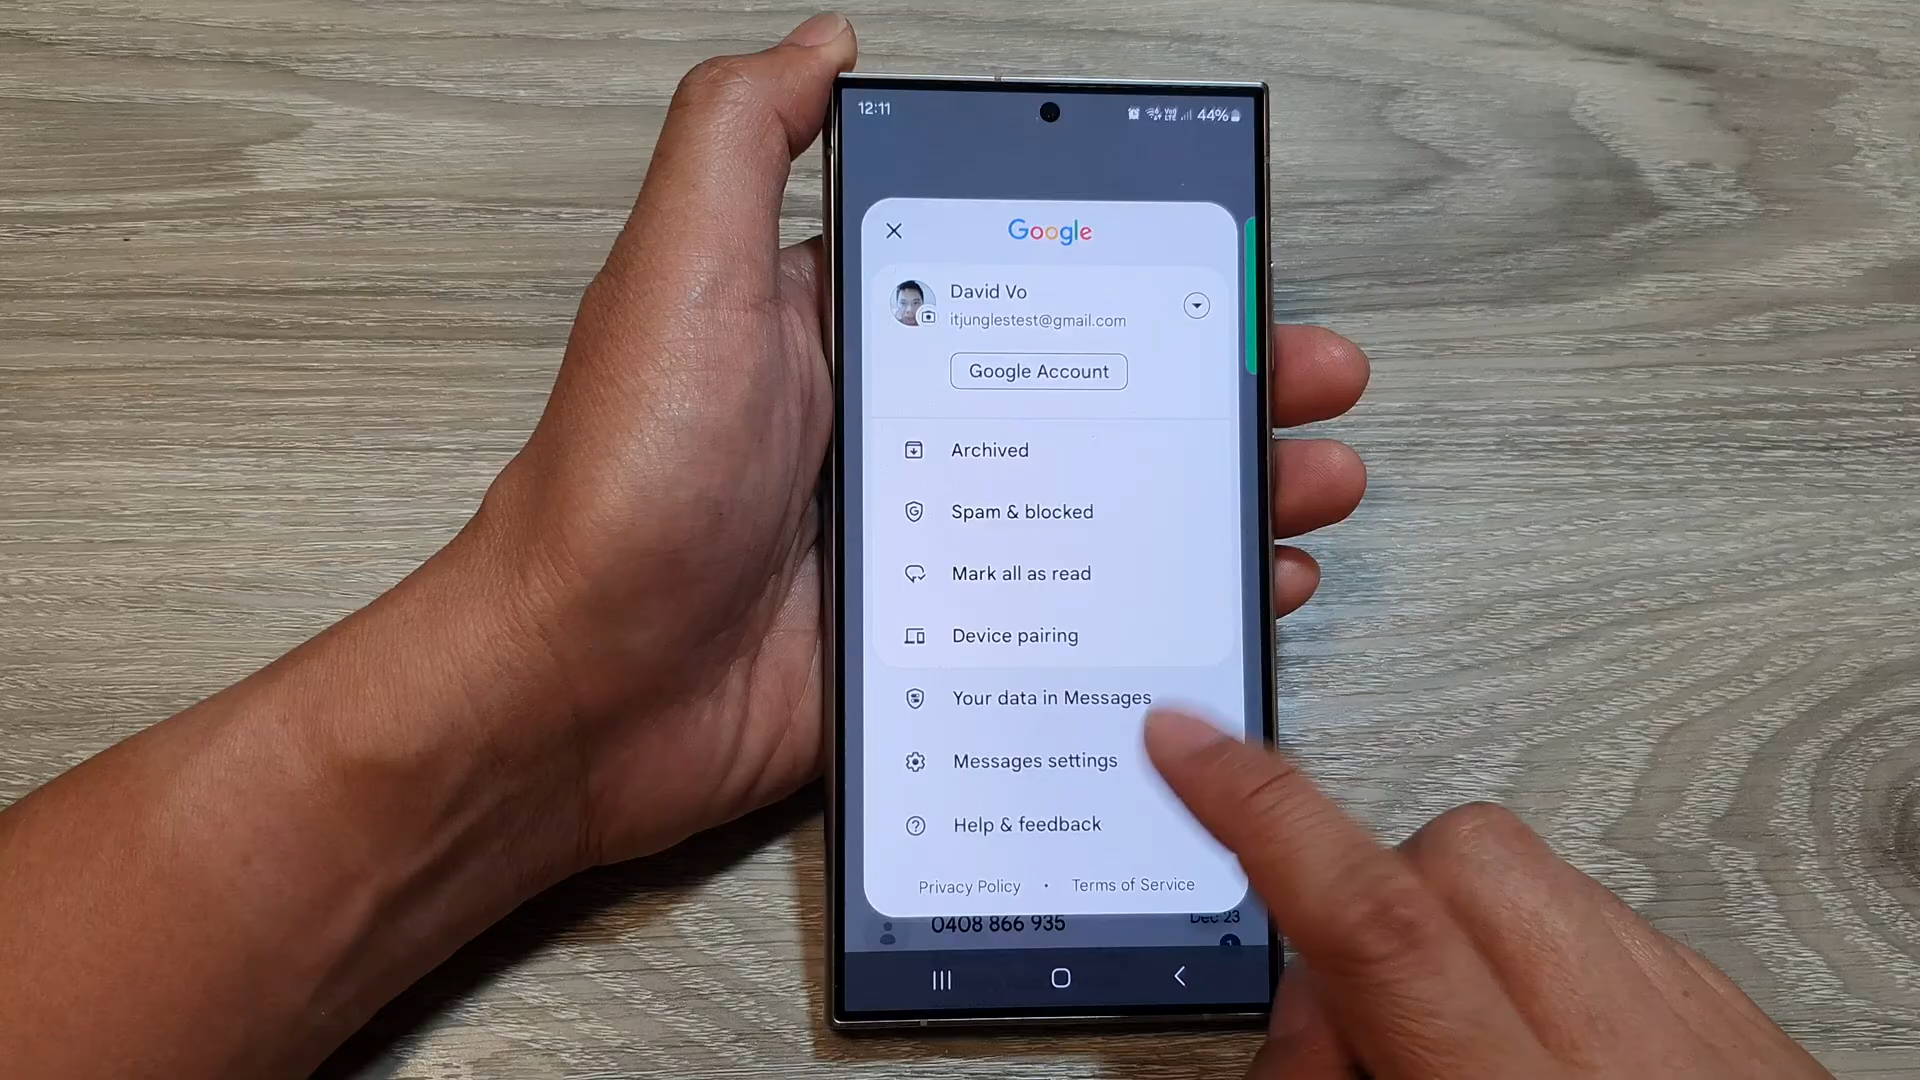 12:11
44%
Google
David Vo
itjunglestest@gmail.com
Google Account
Archived
Spam & blocked
Mark all as read
Device pairing
Your data in Messages
Messages settings
Help & feedback
Privacy Policy • Terms of Service
0408 866 935
Dec 23